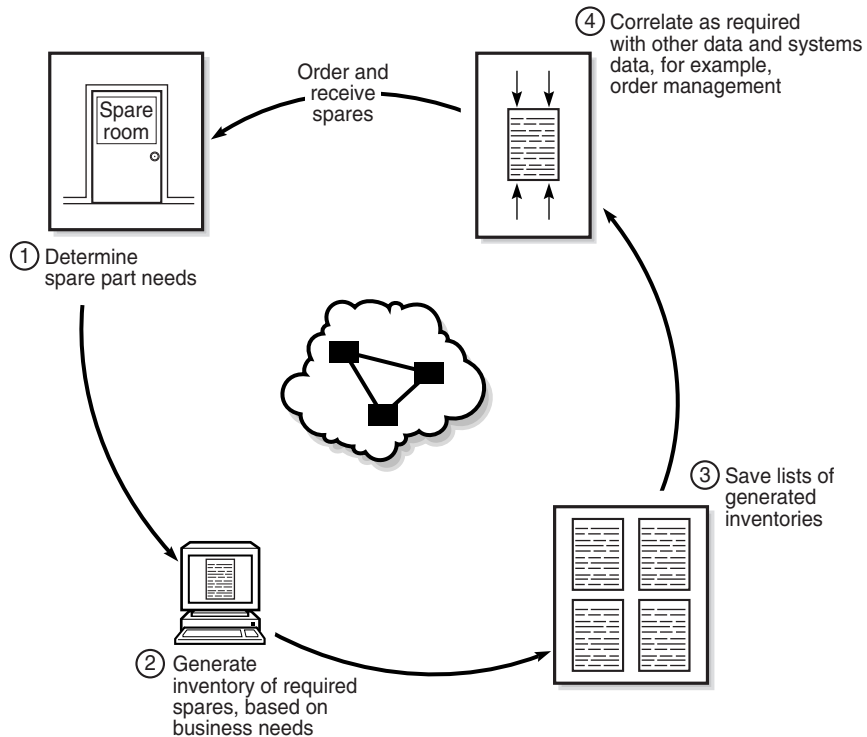 Spare
room
1 Determine
spare part needs
2 Generate
inventory of required
spares, based on
business needs
3 Save lists of
generated
inventories
4 Correlate as required
with other data and systems
data, for example,
order management
Order and
receive
spares